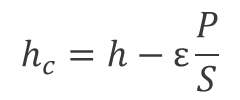 h_c = h − ε P/S